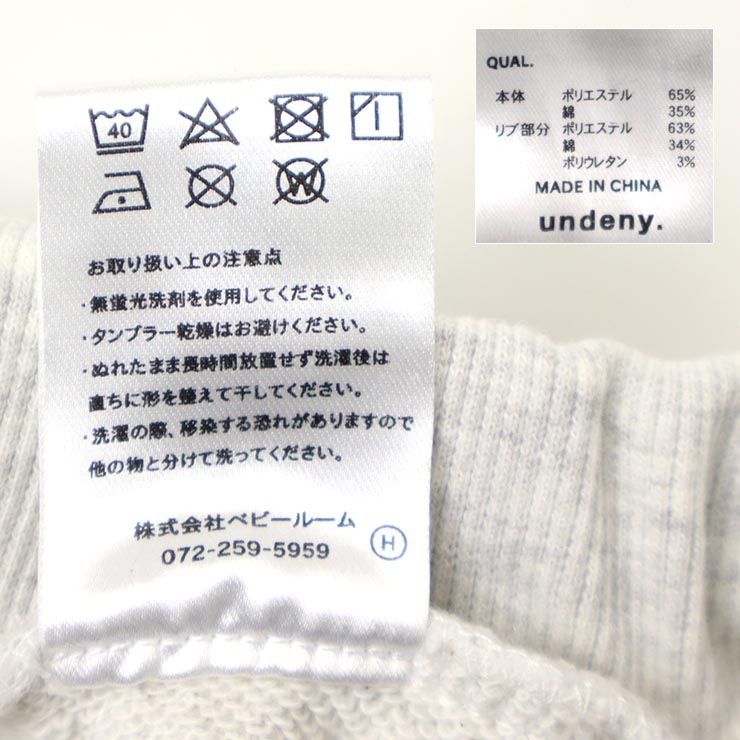 40
W
お取り扱い上の注意点
・無蛍光洗剤を使用してください。
・タンブラー乾燥はお避けください。
・ぬれたまま長時間放置せず洗濯後は
直ちに形を整えて干してください。
・洗濯の際、移染する恐れがありますので
他の物と分けて洗ってください。
株式会社ベビールーム
072-259-5959
H
QUAL.
本体 ポリエステル 65%
綿 35%
リブ部分 ポリエステル 63%
綿 34%
ポリウレタン 3%
MADE IN CHINA
undeny.